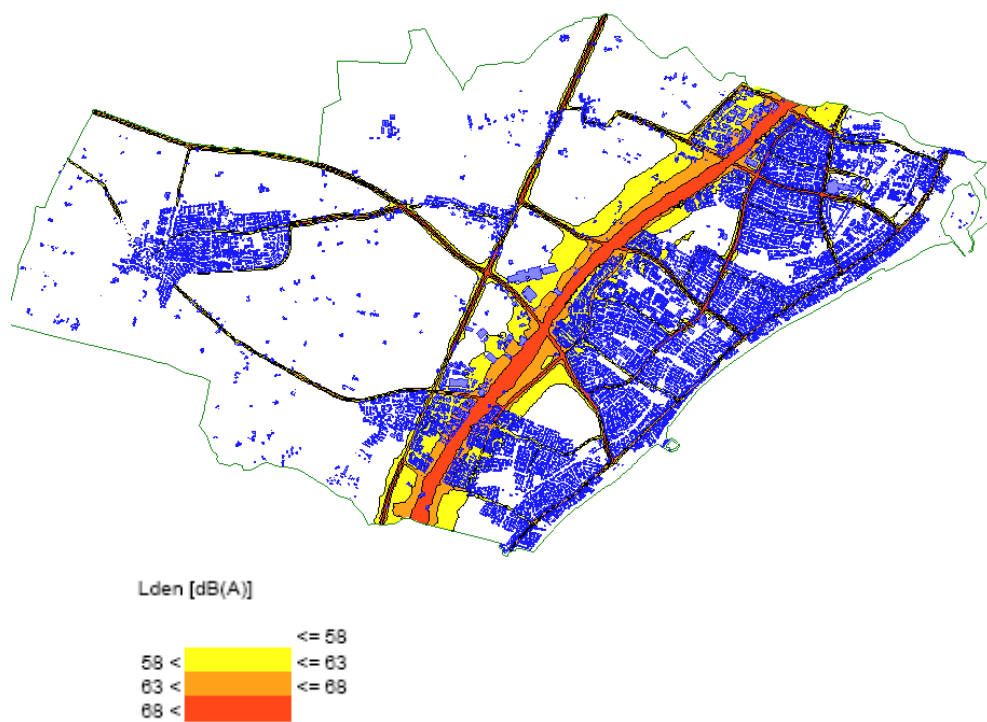 Lden [dB(A)]
<= 58
58 < <= 63
63 < <= 68
68 <